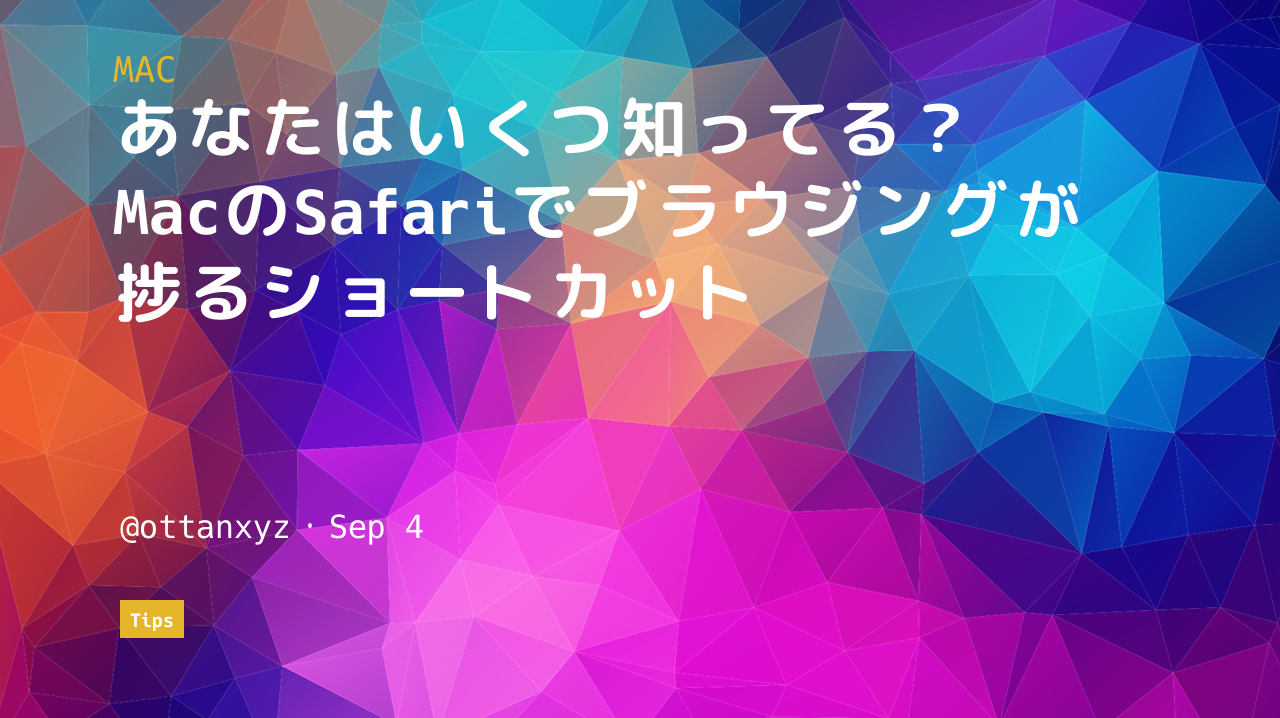 MAC
あなたはいくつ知ってる？
MacのSafariでブラウジングが
捗るショートカット
@ottanxyz・Sep 4
Tips